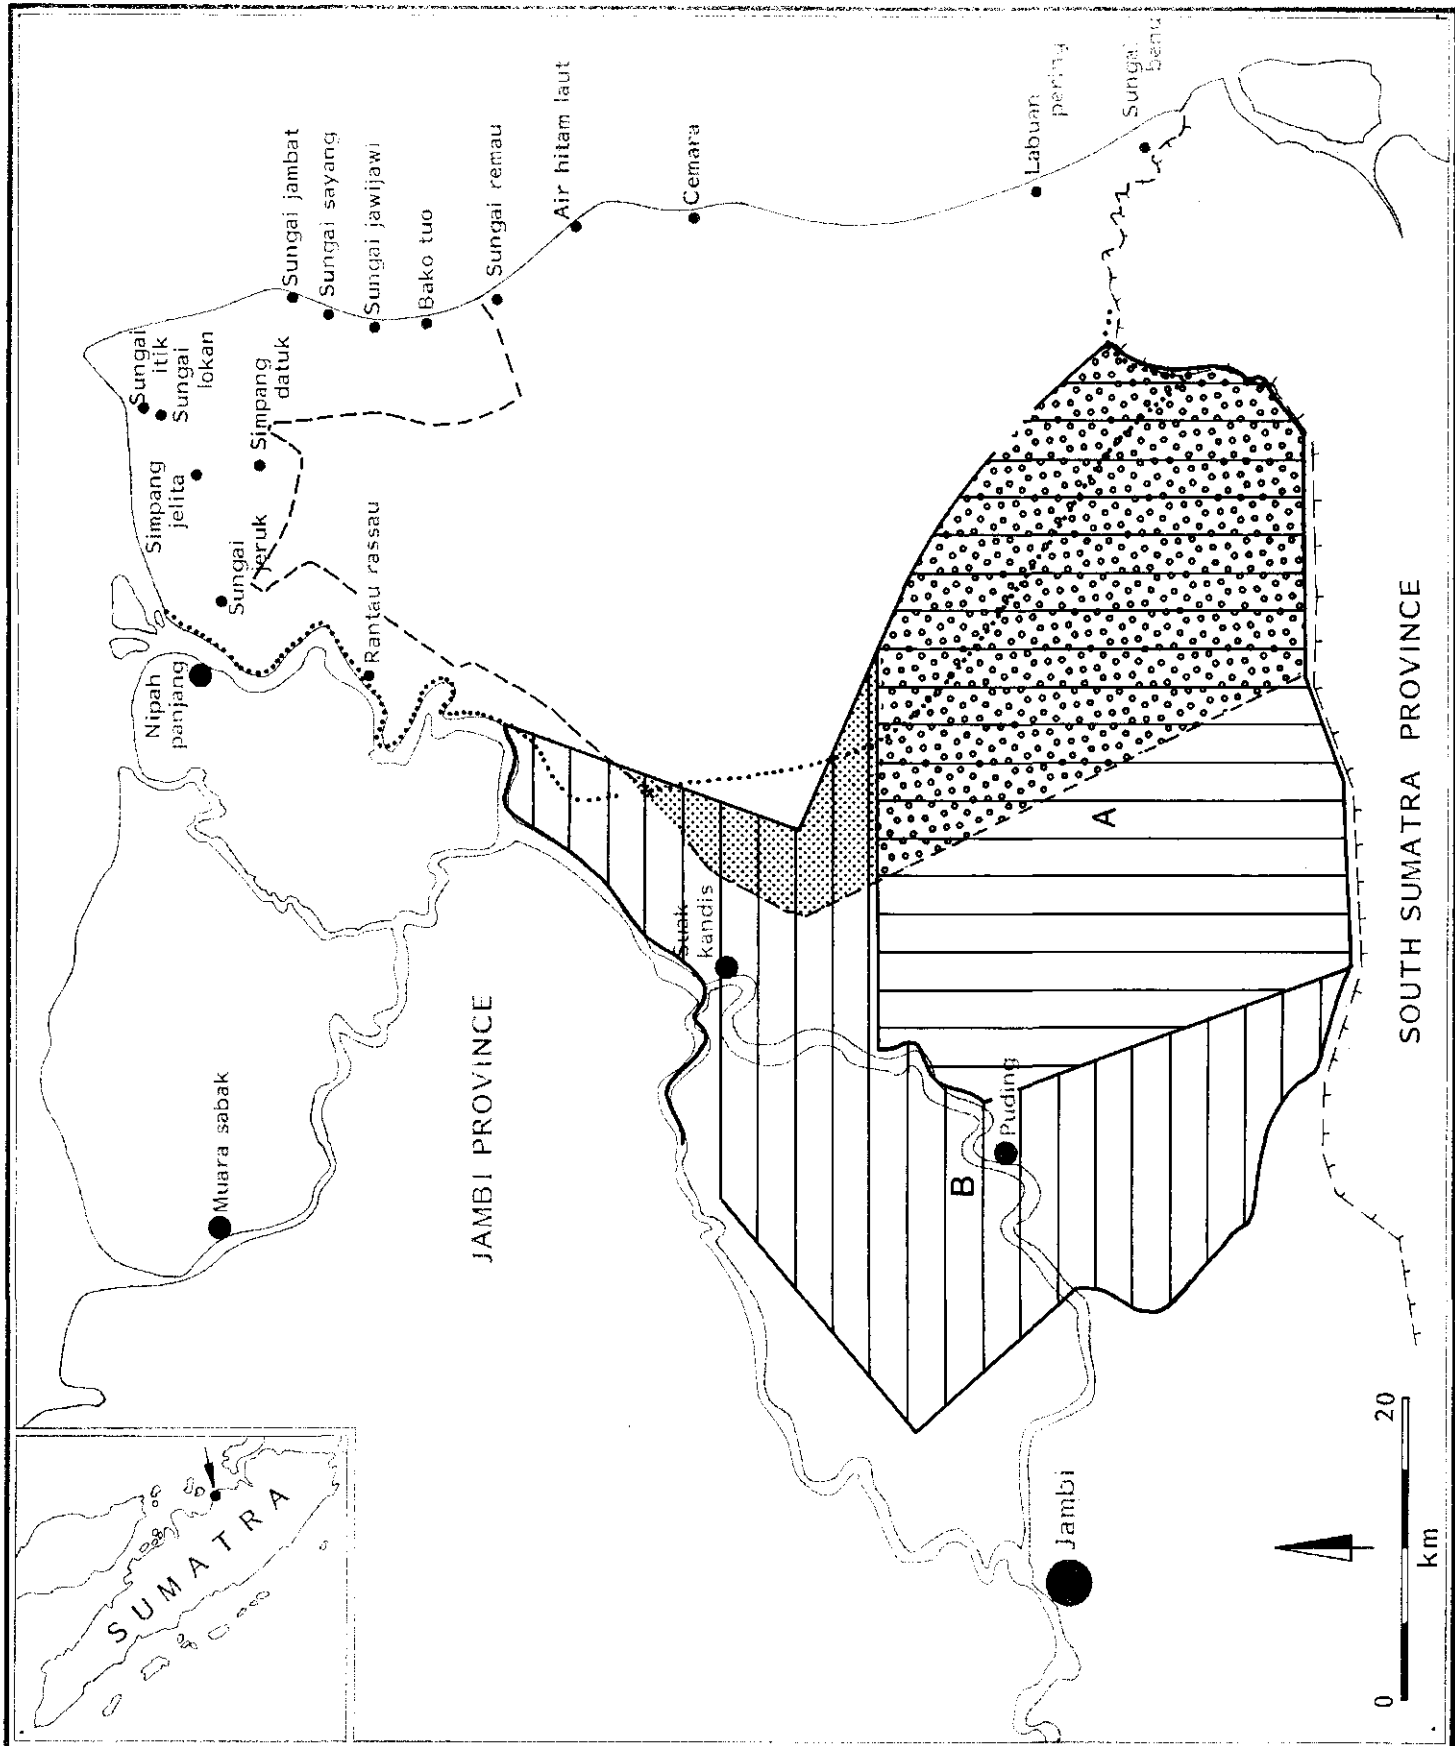 SUMATRA
Muara sabak
Nipah
panjang
Simpang
jelita
Sungai
itik
Sungai
lokan
Sungai
jeruk
Simpang
datuk
Sungai jambat
Sungai sayang
Sungai jawijawi
Bako tuo
Sungai remau
Air hitam laut
Cemara
Labuan
pering
Sungai
Rantau rassau
JAMBI PROVINCE
Suak
kandis
A
B
Puding
Jambi
SOUTH SUMATRA PROVINCE
0 20
km